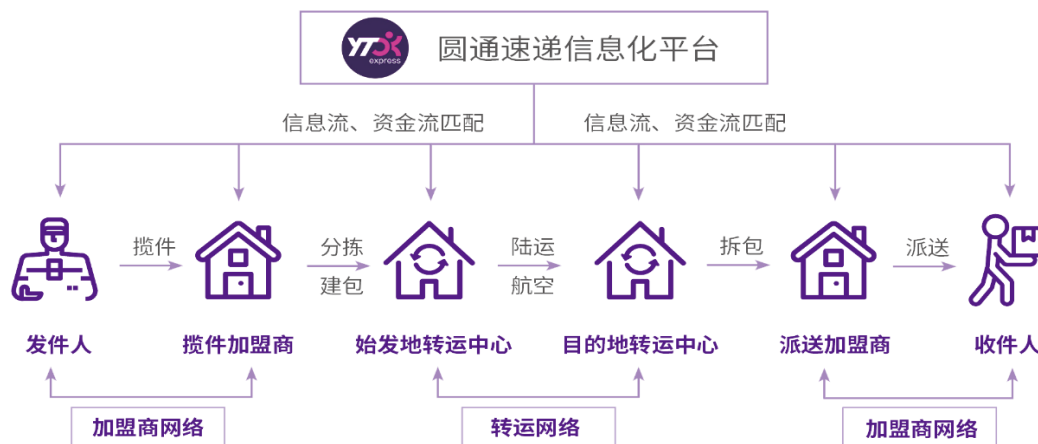 YTO
express
圆通速递信息化平台
信息流、资金流匹配
信息流、资金流匹配
揽件
分拣
建包
陆运
航空
拆包
派送
发件人
揽件加盟商
始发地转运中心
目的地转运中心
派送加盟商
收件人
加盟商网络
转运网络
加盟商网络